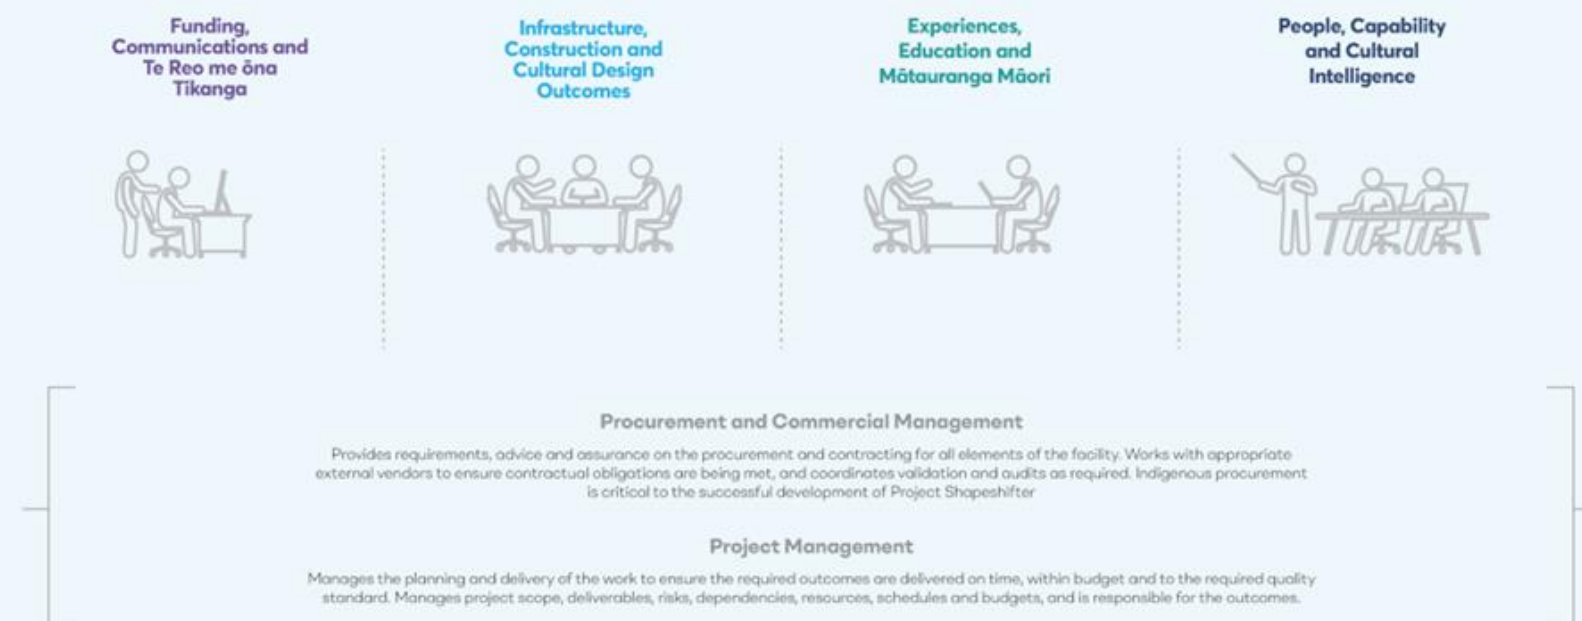 Funding,
Communications and
Te Reo me ōna
Tikanga
Infrastructure,
Construction and
Cultural Design
Outcomes
Experiences,
Education and
Mātauranga Māori
People, Capability
and Cultural
Intelligence
Procurement and Commercial Management
Provides requirements, advice and assurance on the procurement and contracting for all elements of the facility. Works with appropriate
external vendors to ensure contractual obligations are being met, and coordinates validation and audits as required. Indigenous procurement
is critical to the successful development of Project Shapeshifter
Project Management
Manages the planning and delivery of the work to ensure the required outcomes are delivered on time, within budget and to the required quality
standard. Manages project scope, deliverables, risks, dependencies, resources, schedules and budgets, and is responsible for the outcomes.